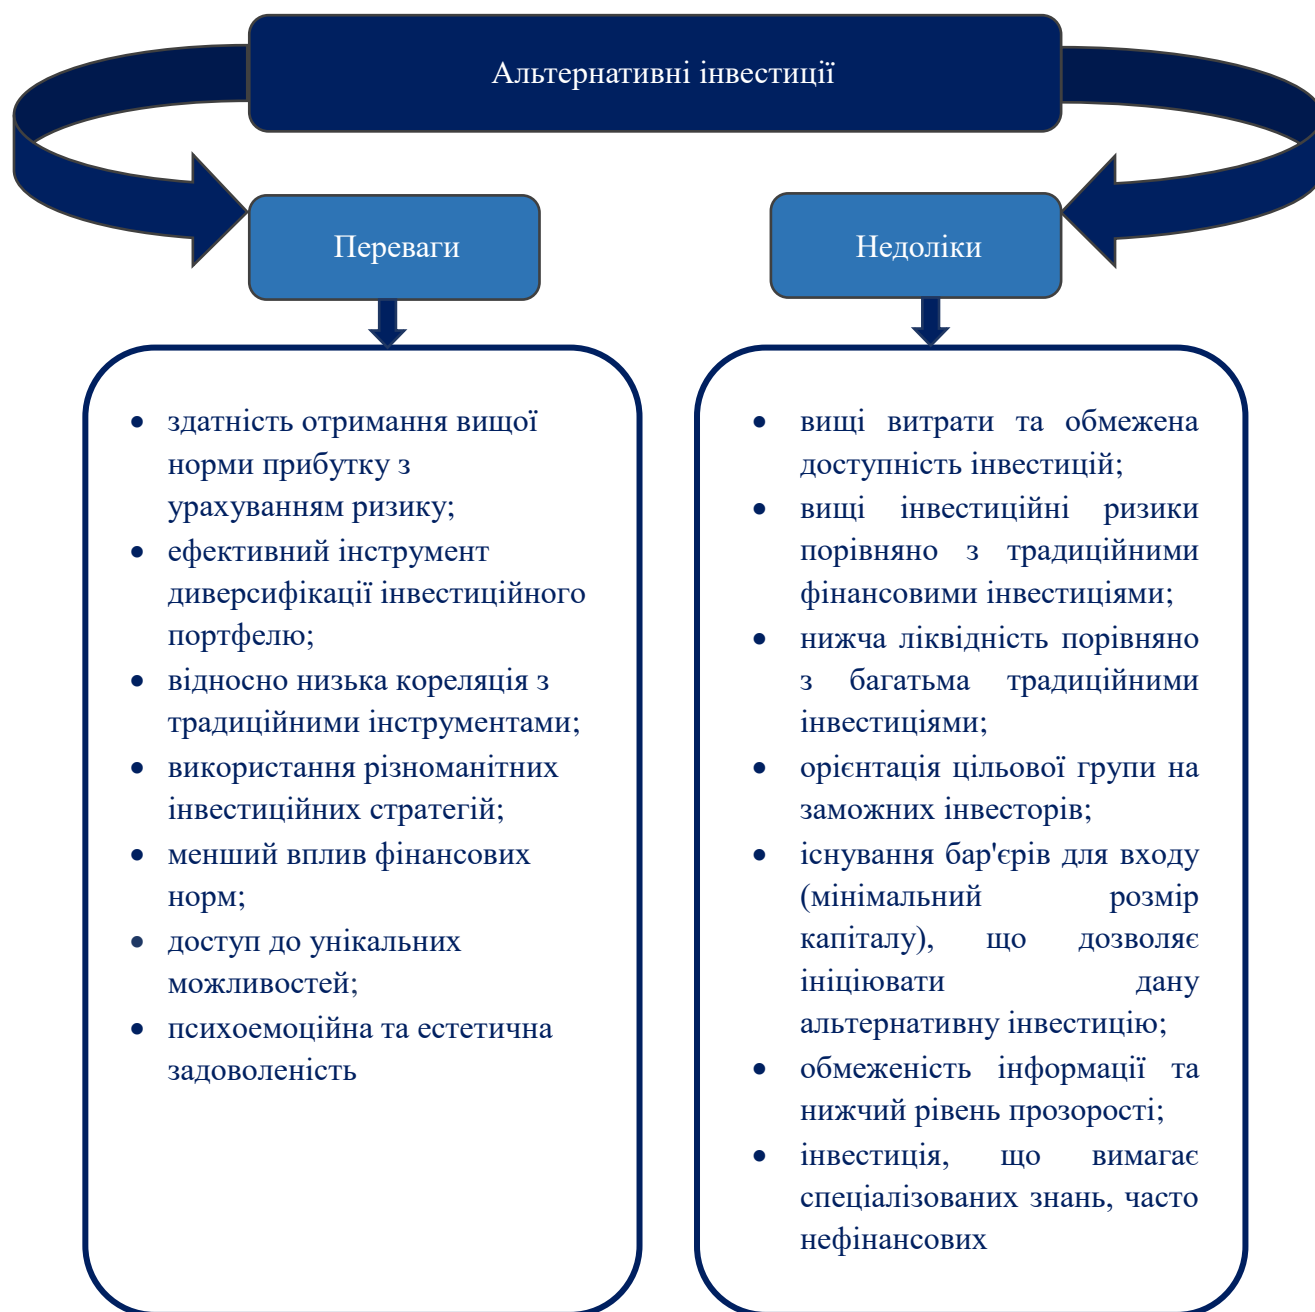 Альтернативні інвестиції
Переваги
Недоліки
• здатність отримання вищої
норми прибутку з
урахуванням ризику;
• ефективний інструмент
диверсифікації інвестиційного
портфелю;
• відносно низька кореляція з
традиційними інструментами;
• використання різноманітних
інвестиційних стратегій;
• менший вплив фінансових
норм;
• доступ до унікальних
можливостей;
• психоемоційна та естетична
задоволеність
• вищі витрати та обмежена
доступність інвестицій;
• вищі інвестиційні ризики
порівняно з традиційними
фінансовими інвестиціями;
• нижча ліквідність порівняно
з багатьма традиційними
інвестиціями;
• орієнтація цільової групи на
заможних інвесторів;
• існування бар'єрів для входу
(мінімальний розмір
капіталу), що дозволяє
ініціювати дану
альтернативну інвестицію;
• обмеженість інформації та
нижчий рівень прозорості;
• інвестиція, що вимагає
спеціалізованих знань, часто
нефінансових